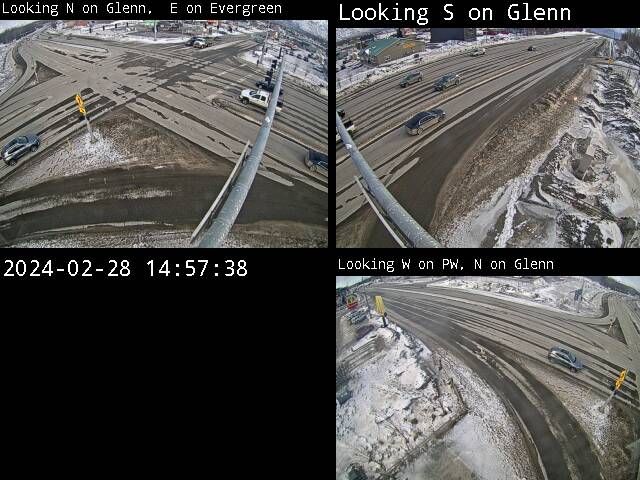 Looking N on Glenn,  E on Evergreen
Looking S on Glenn
2024-02-28 14:57:38
Looking W on PW, N on Glenn